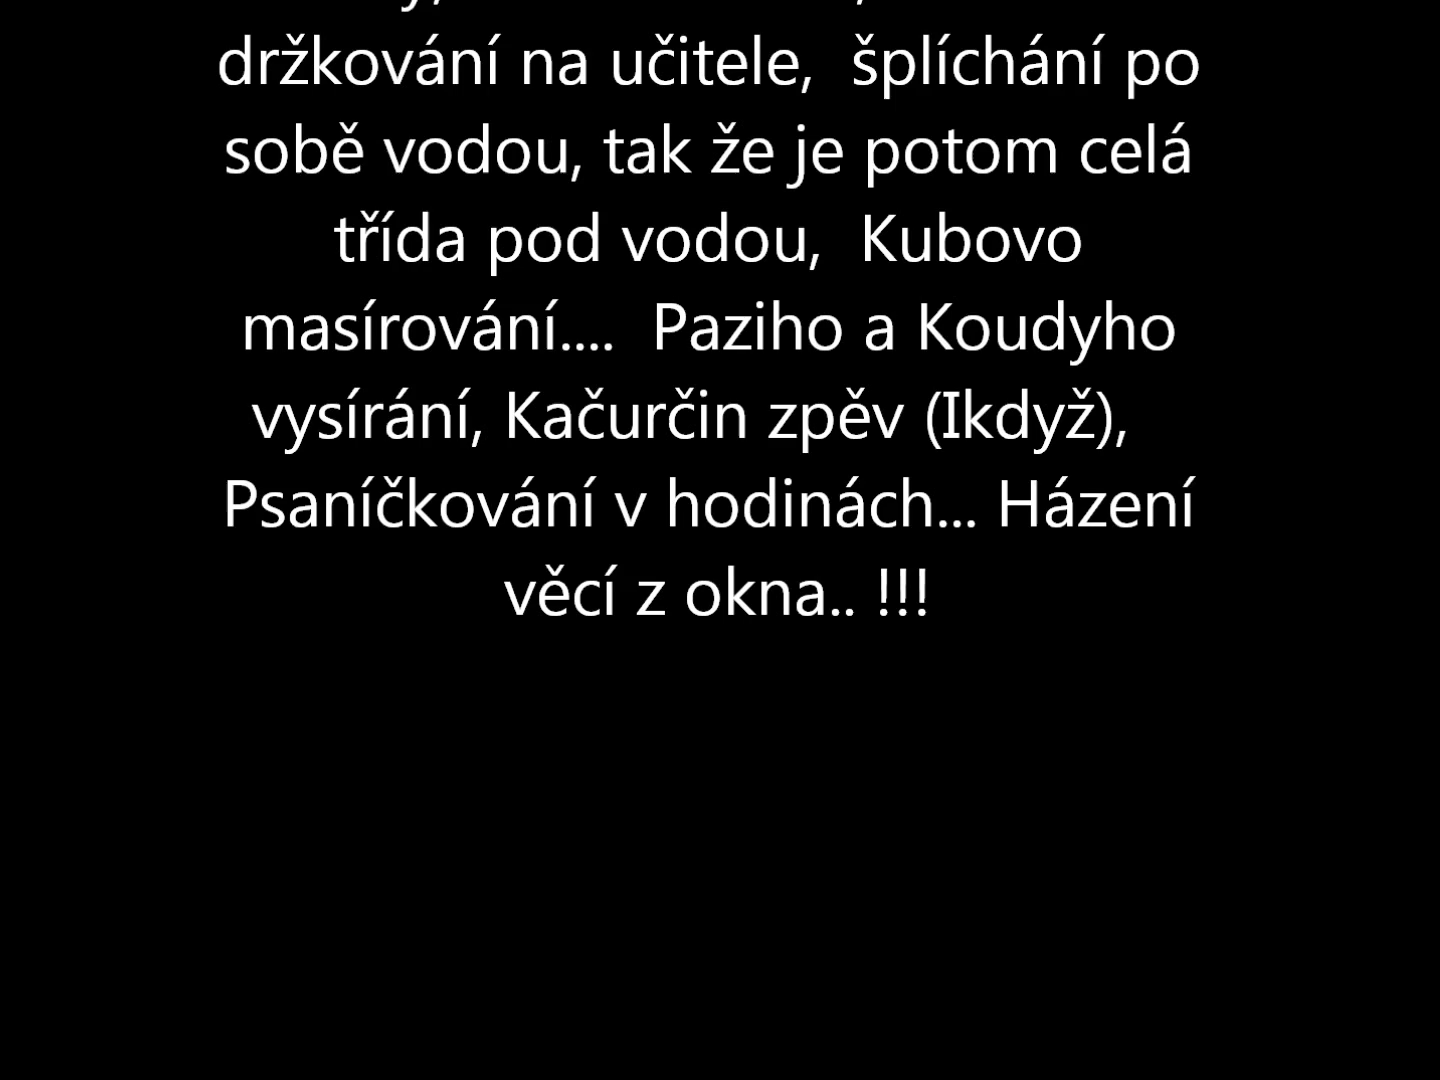 držkování na učitele, šplíchání po
sobě vodou, tak že je potom celá
třída pod vodou, Kubovo
masírování.... Paziho a Koudyho
vysírání, Kačurčin zpěv (Ikdyž),
Psaníčkování v hodinách... Házení
věcí z okna.. !!!